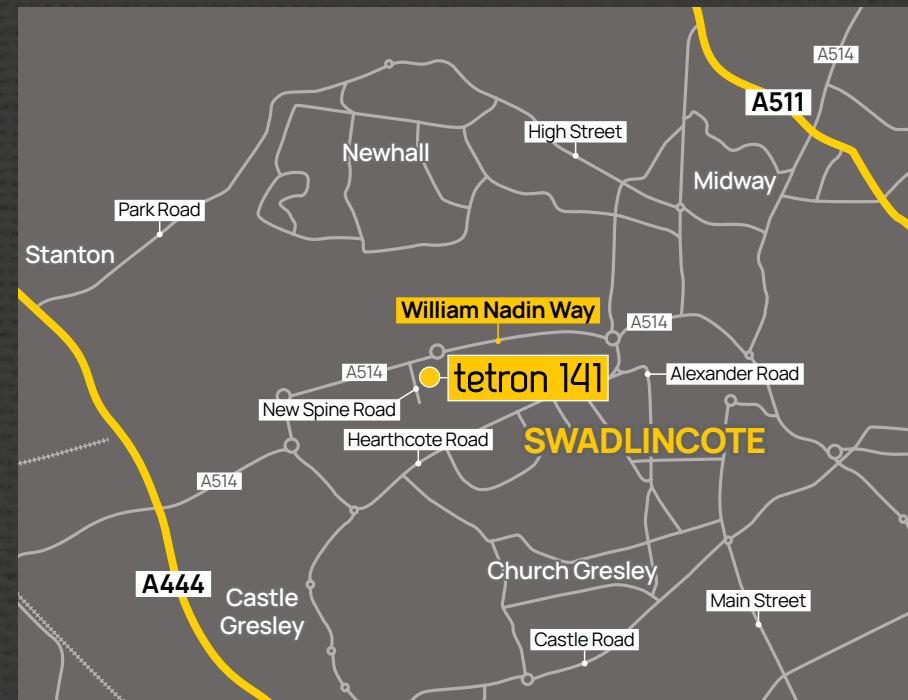 A514
A511
High Street
Newhall
Midway
Park Road
Stanton
William Nadin Way
A514
A514
tetron 141
Alexander Road
New Spine Road
Hearthcote Road
SWADLINCOTE
A514
Church Gresley
A444
Castle
Gresley
Main Street
Castle Road